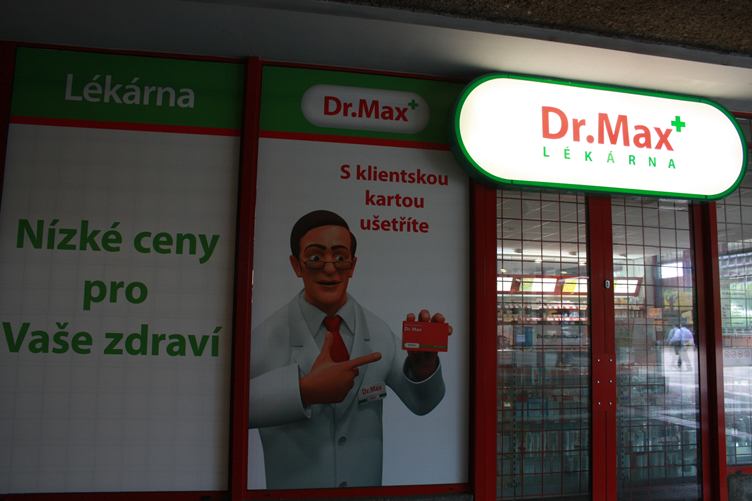 Lékárna
Nízké ceny
pro
Vaše zdraví
Dr.Max+
S klientskou
kartou
ušetříte
Dr. Max
Dr.Max
Dr.Max+
LÉKÁRNA